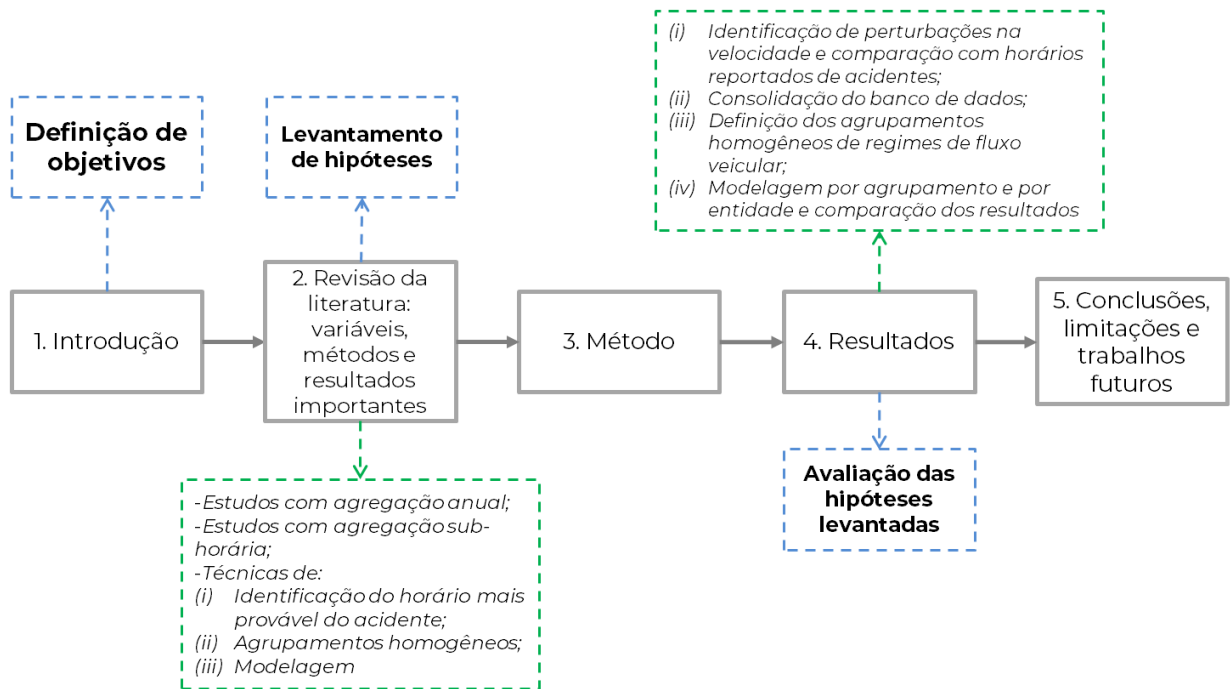 (i) Identificação de perturbações na
velocidade e comparação com horários
reportados de acidentes;
(ii) Consolidação do banco de dados;
(iii) Definição dos agrupamentos
homogêneos de regimes de fluxo
veicular;
(iv) Modelagem por agrupamento e por
entidade e comparação dos resultados
Definição de
objetivos
Levantamento
de hipóteses
1. Introdução
2. Revisão da
literatura:
variáveis,
métodos e
resultados
importantes
3. Método
4. Resultados
5. Conclusões,
limitações e
trabalhos
futuros
-Estudos com agregação anual;
-Estudos com agregação sub-
horária;
-Técnicas de:
(i) Identificação do horário mais
provável do acidente;
(ii) Agrupamentos homogêneos;
(iii) Modelagem
Avaliação das
hipóteses
levantadas